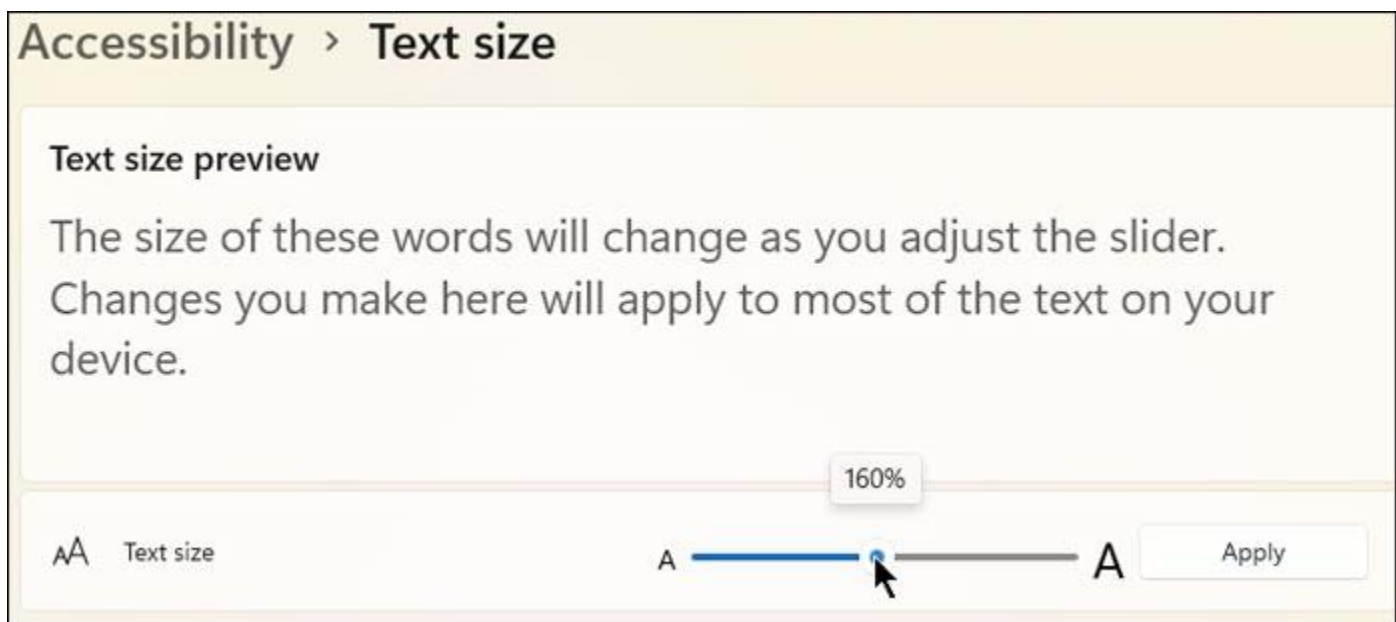 Accessibility > Text size
Text size preview
The size of these words will change as you adjust the slider.
Changes you make here will apply to most of the text on your
device.
160%
AA Text size A A Apply